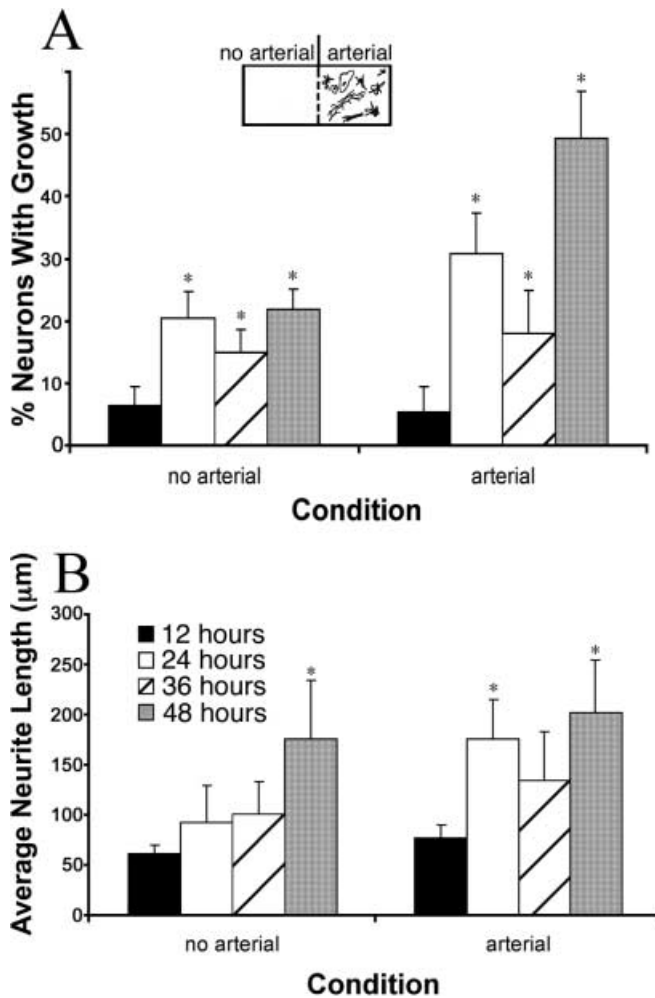 A
no arterial
arterial
% Neurons With Growth
50
40
30
20
10
0
*
*
*
*
*
*
no arterial
arterial
Condition
B
Average Neurite Length (µm)
300
250
200
150
100
50
0
12 hours
24 hours
36 hours
48 hours
*
*
*
no arterial
arterial
Condition